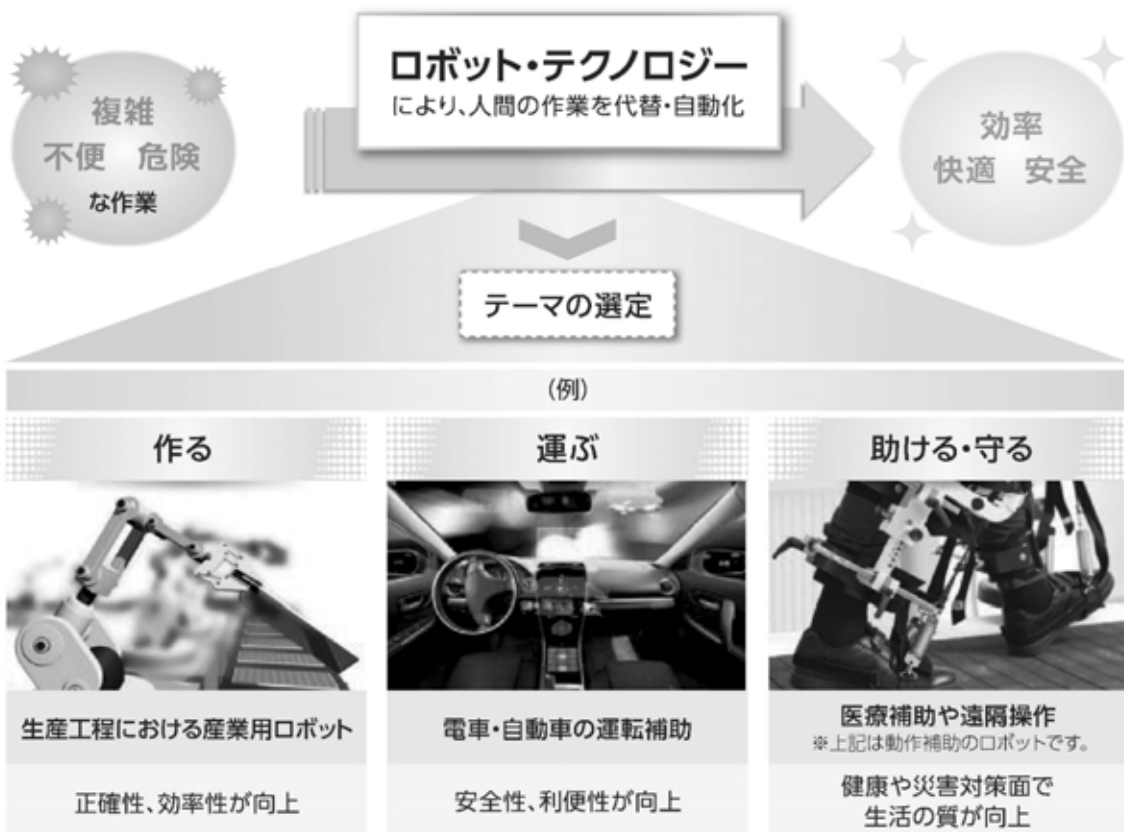 ロボット・テクノロジー
により、人間の作業を代替・自動化
複雑
不便　危険
な作業
効率
快適　安全
テーマの選定
(例)
作る
運ぶ
助ける・守る
生産工程における産業用ロボット
電車・自動車の運転補助
医療補助や遠隔操作
※上記は動作補助のロボットです。
正確性、効率性が向上
安全性、利便性が向上
健康や災害対策面で
生活の質が向上